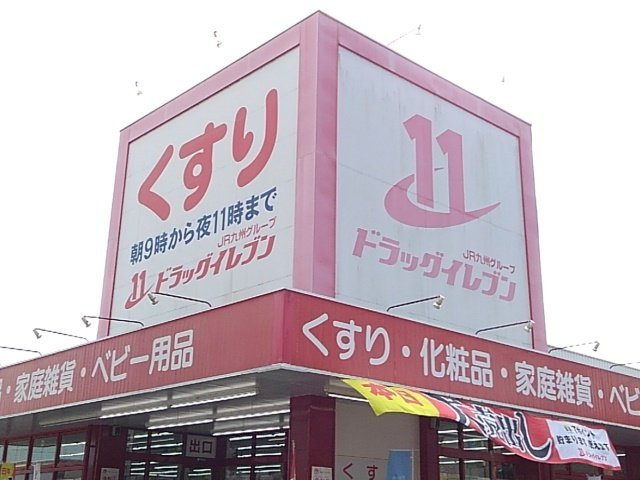 くすり
朝9時から夜11時まで
JR九州グループ
11 ドラッグイレブン
11
JR九州グループ
ドラッグイレブン
・家庭雑貨・ベビー用品
くすり・化粧品・家庭雑貨・ベビ
本日
出口
くす